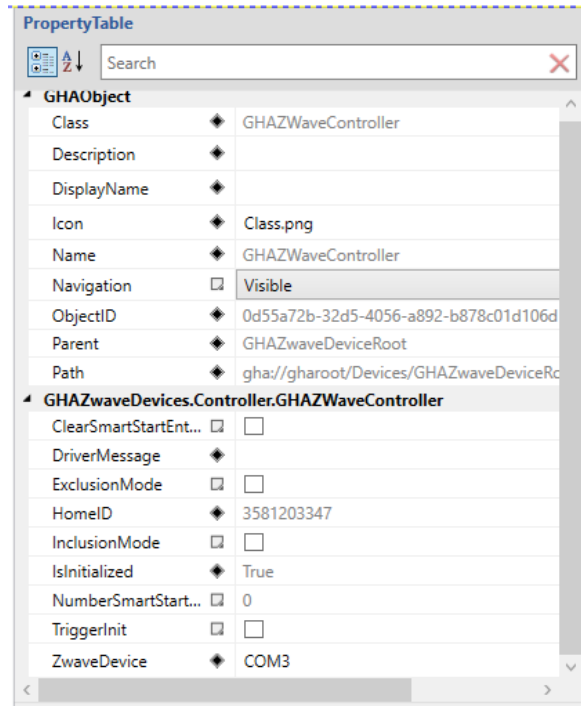 PropertyTable
A Z Search
GHAObject
Class GHAZWaveController
Description
DisplayName
Icon Class.png
Name GHAZWaveController
Navigation Visible
ObjectID 0d55a72b-32d5-4056-a892-b878c01d106d
Parent GHAZwaveDeviceRoot
Path gha://gharoot/Devices/GHAZwaveDeviceRo
GHAZwaveDevices.Controller.GHAZWaveController
ClearSmartStartEnt...
DriverMessage
ExclusionMode
HomeID 3581203347
InclusionMode
IsInitialized True
NumberSmartStart... 0
TriggerInit
ZwaveDevice COM3